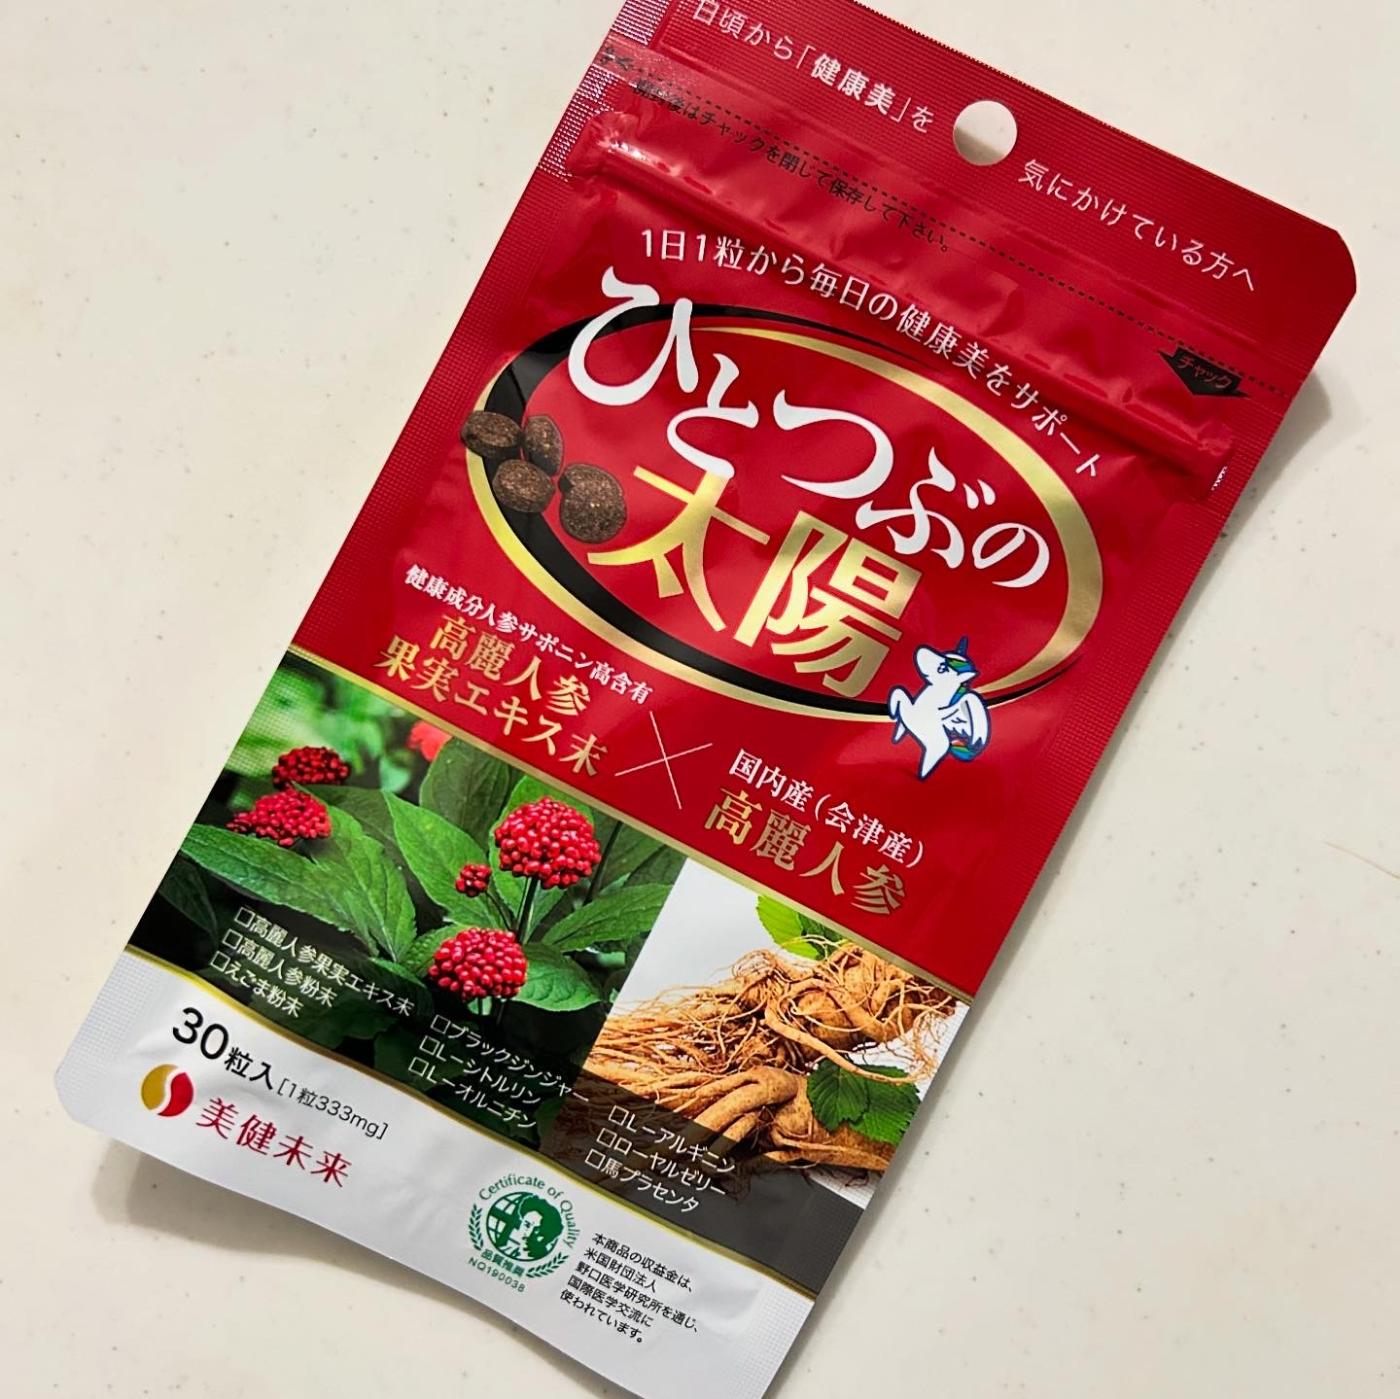 日頃から「健康美」を
気にかけている方へ
開封後はチャックを閉じて保存して下さい。
チャック
1日1粒から毎日の健康美をサポート
ひとつぶの
太陽
健康成分人参サポニン高含有
高麗人参
果実エキス末
国内産(会津産)
高麗人参
□高麗人参果実エキス末
□高麗人参粉末
□えごま粉末
□ブラックジンジャー
□L－シトルリン
□L－オルニチン
□L－アルギニン
□ローヤルゼリー
□馬プラセンタ
30粒入[1粒333mg]
美健未来
Certificate of Quality
品質推薦
NQ190038
本商品の収益金は、
米国財団法人
野口医学研究所を通じ、
国際医学交流に
使われています。